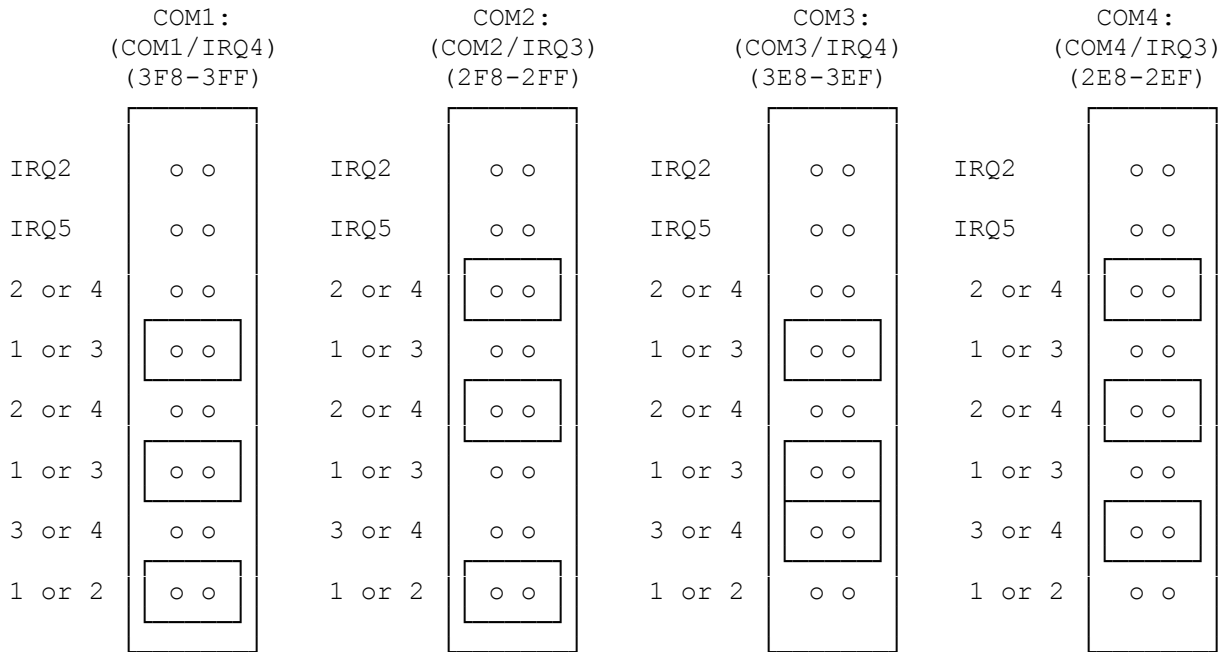 COM1: COM2: COM3: COM4:
(COM1/IRQ4) (COM2/IRQ3) (COM3/IRQ4) (COM4/IRQ3)
(3F8-3FF) (2F8-2FF) (3E8-3EF) (2E8-2EF)
IRQ2 IRQ2 IRQ2 IRQ2
IRQ5 IRQ5 IRQ5 IRQ5
2 or 4 2 or 4 2 or 4 2 or 4
1 or 3 1 or 3 1 or 3 1 or 3
2 or 4 2 or 4 2 or 4 2 or 4
1 or 3 1 or 3 1 or 3 1 or 3
3 or 4 3 or 4 3 or 4 3 or 4
1 or 2 1 or 2 1 or 2 1 or 2